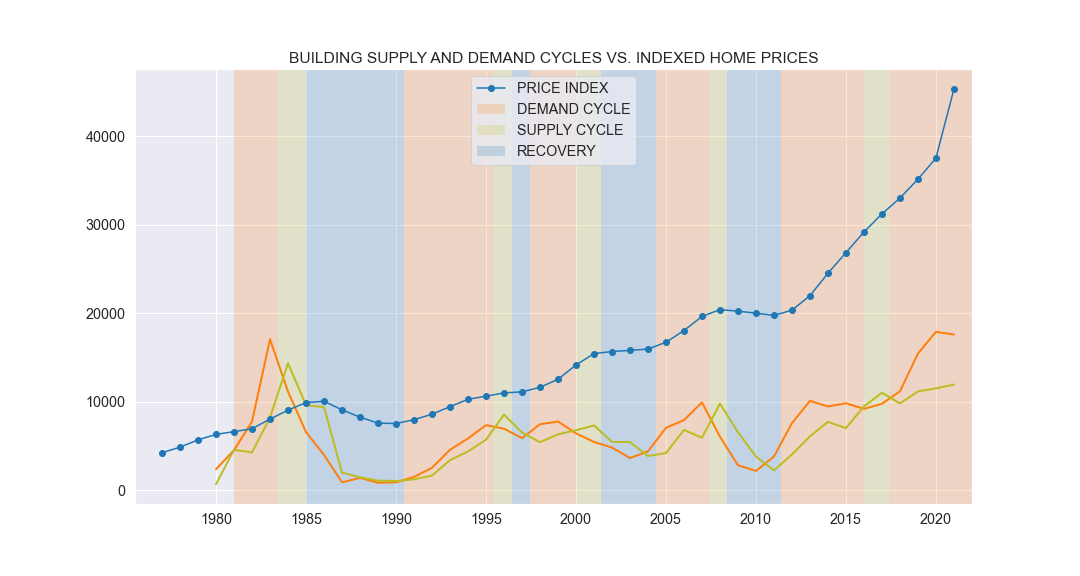 BUILDING SUPPLY AND DEMAND CYCLES VS. INDEXED HOME PRICES
PRICE INDEX
DEMAND CYCLE
SUPPLY CYCLE
RECOVERY
40000
30000
20000
10000
0
1980 1985 1990 1995 2000 2005 2010 2015 2020